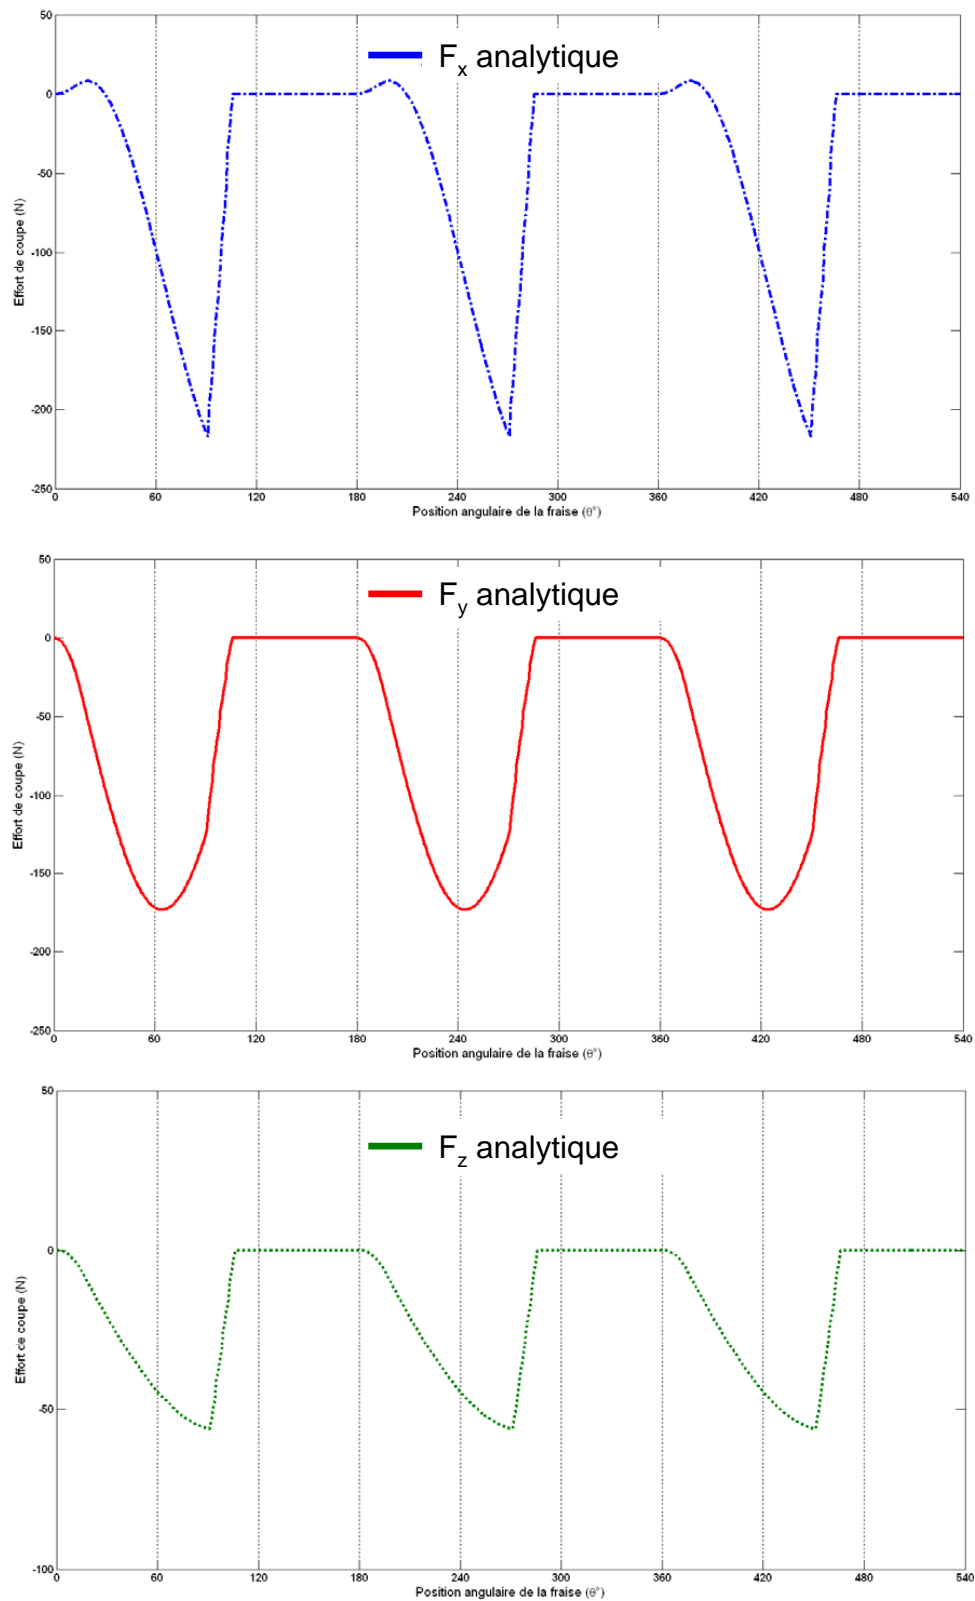 50
F_x analytique
0
-50
-100
-150
-200
-250
Effort de coupe (N)
0 60 120 180 240 300 360 420 480 540
Position angulaire de la fraise (θ°)
50
F_y analytique
0
-50
-100
-150
-200
-250
Effort de coupe (N)
0 60 120 180 240 300 360 420 480 540
Position angulaire de la fraise (θ°)
50
F_z analytique
0
-50
-100
Effort ce coupe (N)
0 60 120 180 240 300 360 420 480 540
Position angulaire de la fraise (θ°)